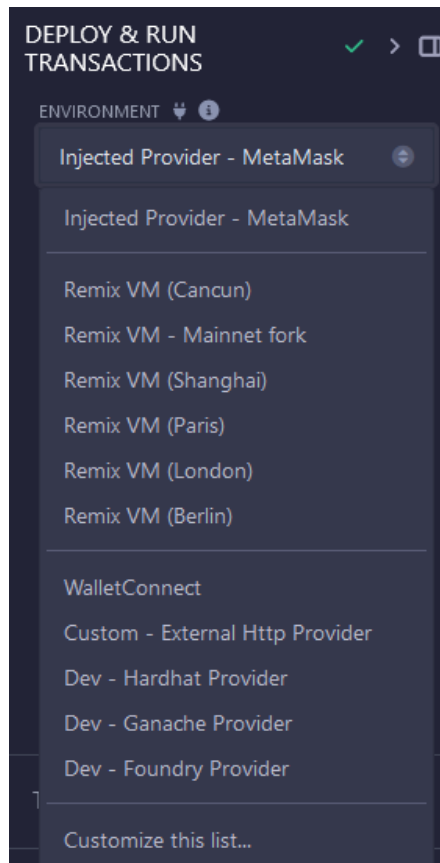 DEPLOY & RUN
TRANSACTIONS
ENVIRONMENT
Injected Provider - MetaMask
Injected Provider - MetaMask
Remix VM (Cancun)
Remix VM - Mainnet fork
Remix VM (Shanghai)
Remix VM (Paris)
Remix VM (London)
Remix VM (Berlin)
WalletConnect
Custom - External Http Provider
Dev - Hardhat Provider
Dev - Ganache Provider
Dev - Foundry Provider
Customize this list...